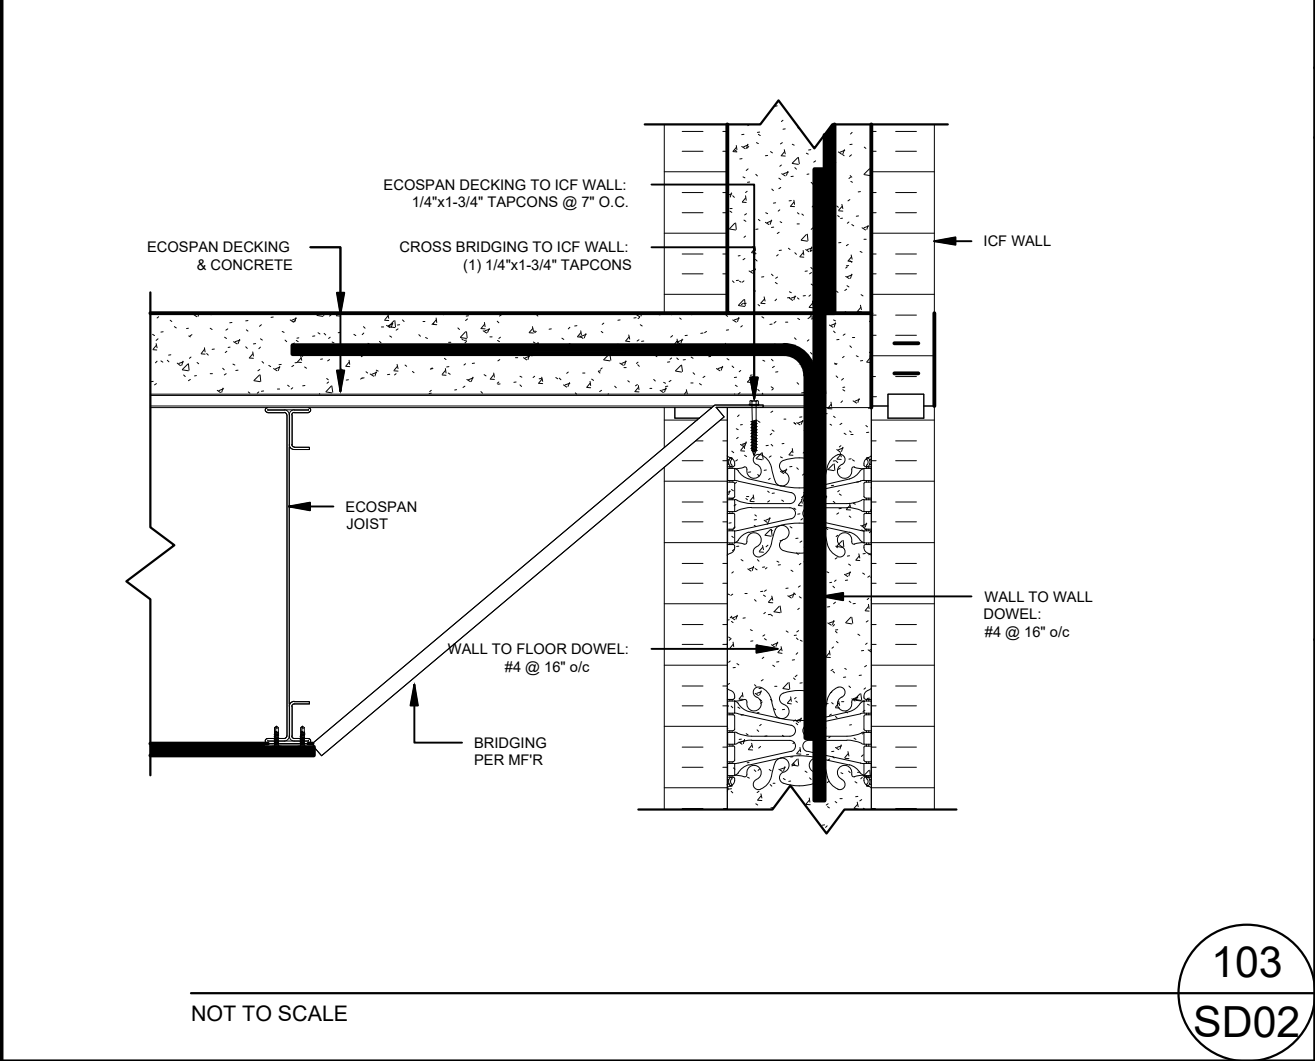 ECOSPAN DECKING TO ICF WALL:
1/4"x1-3/4" TAPCONS @ 7" O.C.
ECOSPAN DECKING
& CONCRETE
CROSS BRIDGING TO ICF WALL:
(1) 1/4"x1-3/4" TAPCONS
ICF WALL
ECOSPAN
JOIST
WALL TO WALL
DOWEL:
#4 @ 16" o/c
WALL TO FLOOR DOWEL:
#4 @ 16" o/c
BRIDGING
PER MF'R
103
SD02
NOT TO SCALE